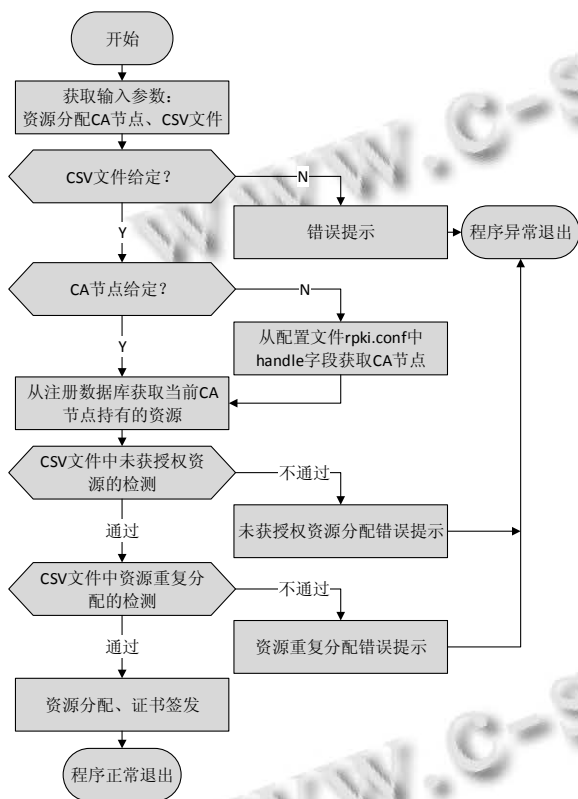 开始
获取输入参数：
资源分配CA节点、CSV文件
CSV文件给定？
N
Y
错误提示
程序异常退出
CA节点给定？
N
Y
从配置文件rpki.conf中
handle字段获取CA节点
从注册数据库获取当前CA
节点持有的资源
CSV文件中未获授权资
源的检测
不通过
通过
未获授权资源分配错误提示
CSV文件中资源重复分
配的检测
不通过
通过
资源重复分配错误提示
资源分配、证书签发
程序正常退出
www.c-s
www.c-s